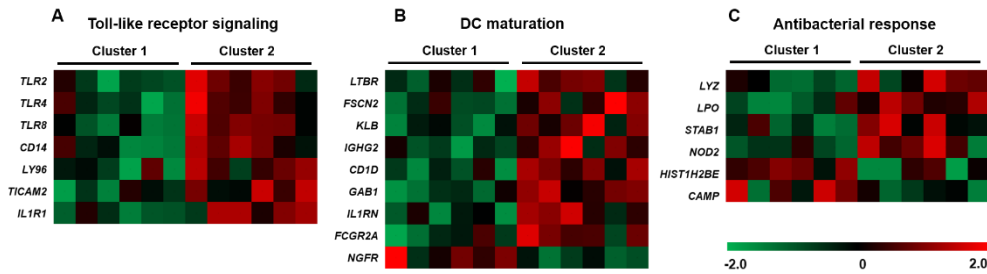 A
Toll-like receptor signaling
Cluster 1
Cluster 2
TLR2
TLR4
TLR8
CD14
LY96
TICAM2
IL1R1
B
DC maturation
Cluster 1
Cluster 2
LTBR
FSCN2
KLB
IGHG2
CD1D
GAB1
IL1RN
FCGR2A
NGFR
C
Antibacterial response
Cluster 1
Cluster 2
LYZ
LPO
STAB1
NOD2
HIST1H2BE
CAMP
-2.0 0 2.0